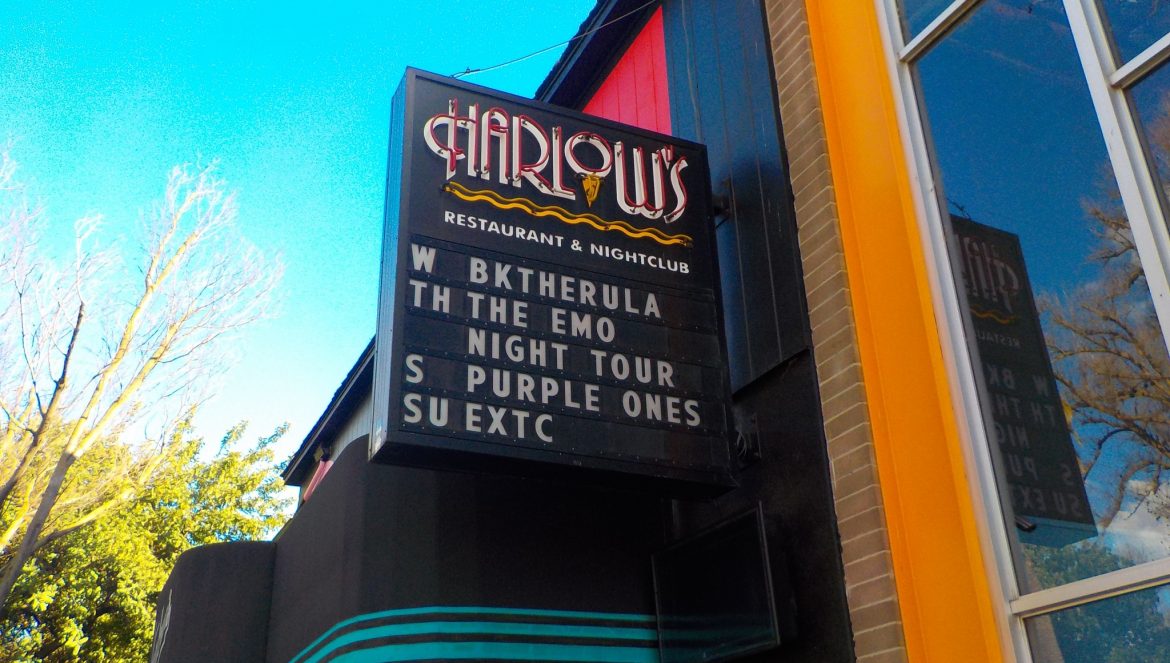 HARLOW'S
RESTAURANT & NIGHTCLUB
W BKTHERULA
TH THE EMO
NIGHT TOUR
S PURPLE ONES
SU EXTC